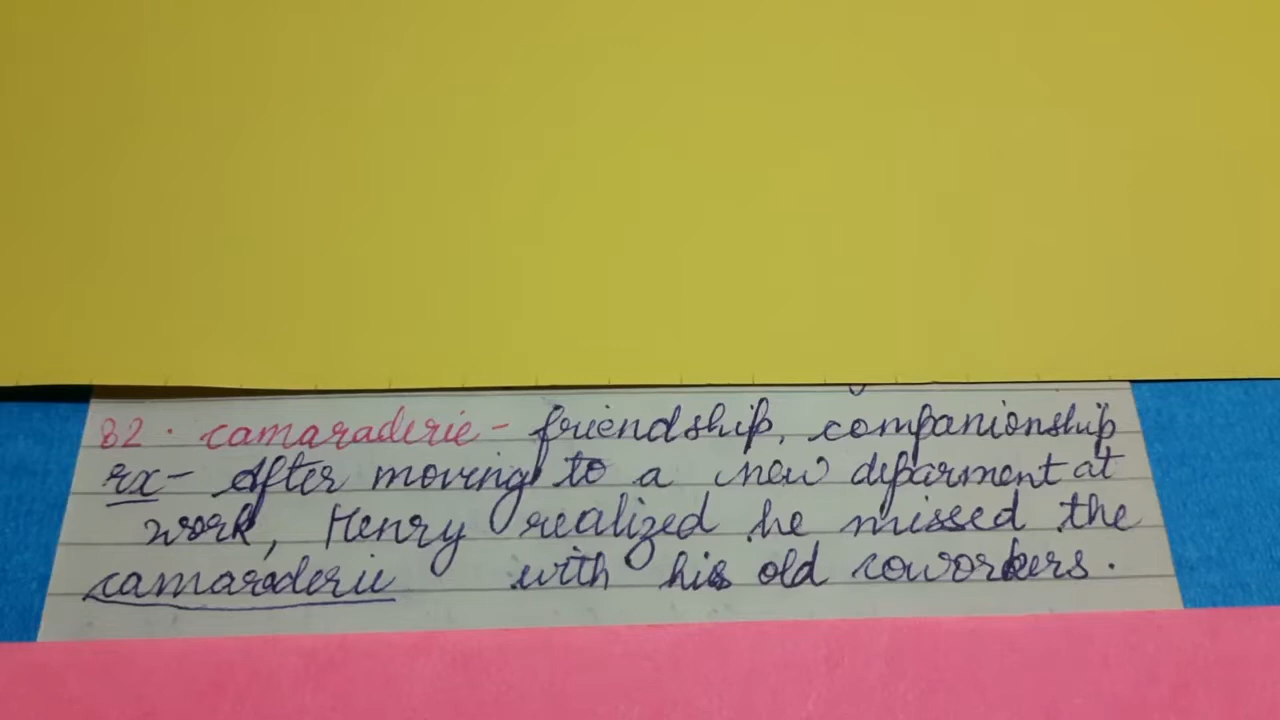 82. camaraderie - friendship, companionship
ex - After moving to a new deparment at
work, Henry realized he missed the
camaraderie with his old coworkers.